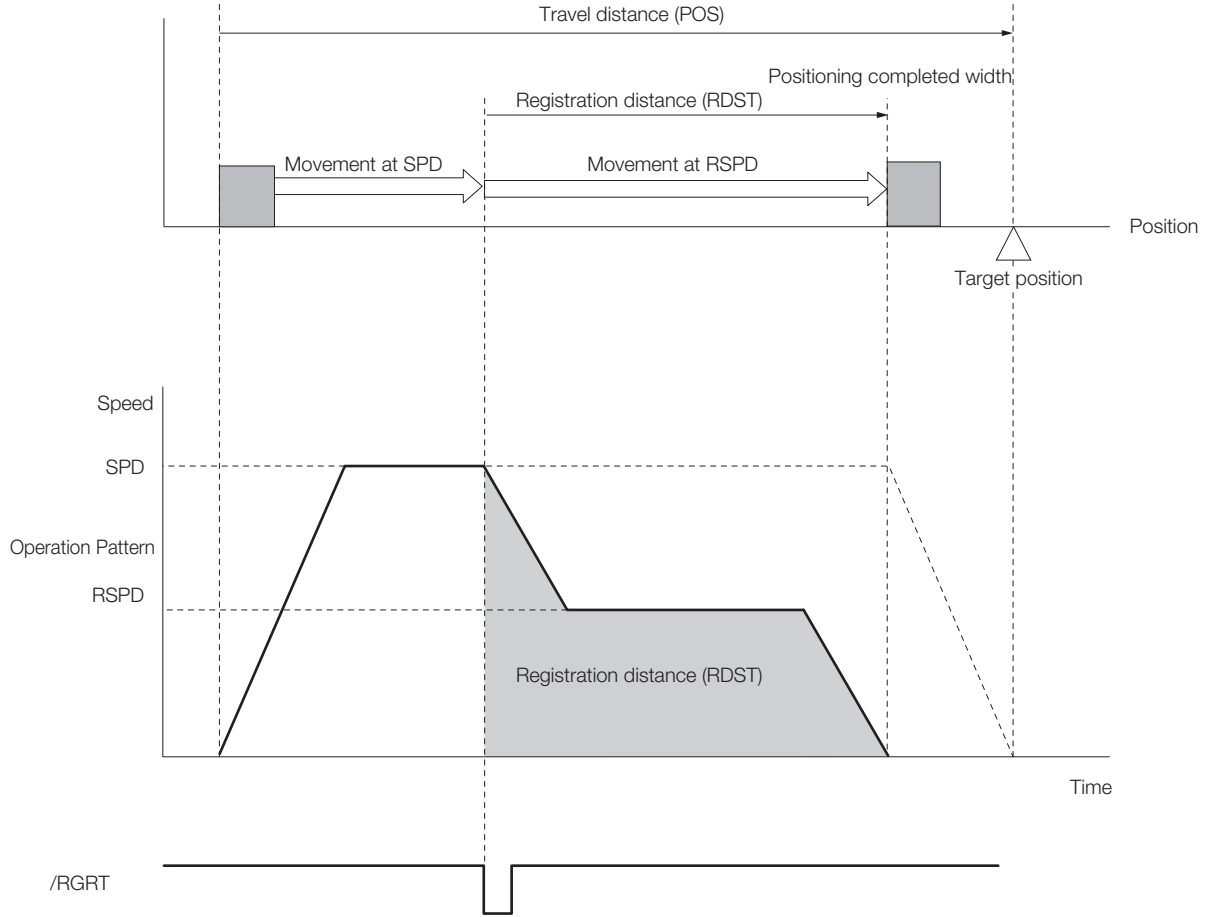 Travel distance (POS)
Positioning completed width
Registration distance (RDST)
Movement at SPD
Movement at RSPD
Position
Target position
Speed
SPD
Operation Pattern
RSPD
Registration distance (RDST)
Time
/RGRT